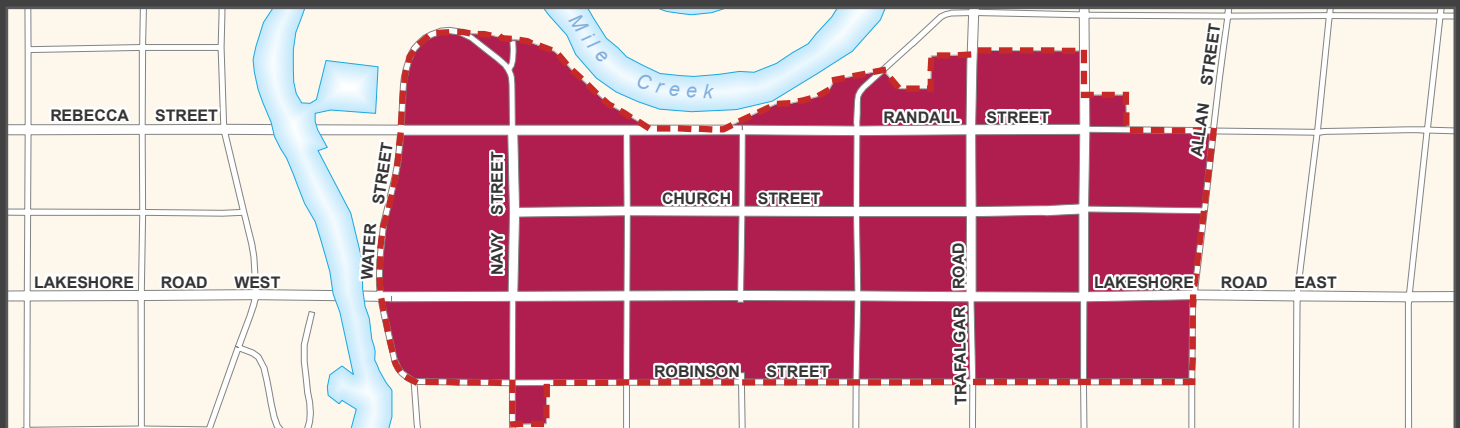 Mile Creek
REBECCA STREET
RANDALL STREET
ALLAN STREET
WATER STREET
NAVY STREET
CHURCH STREET
LAKESHORE ROAD WEST
TRAFALGAR ROAD
LAKESHORE ROAD EAST
ROBINSON STREET